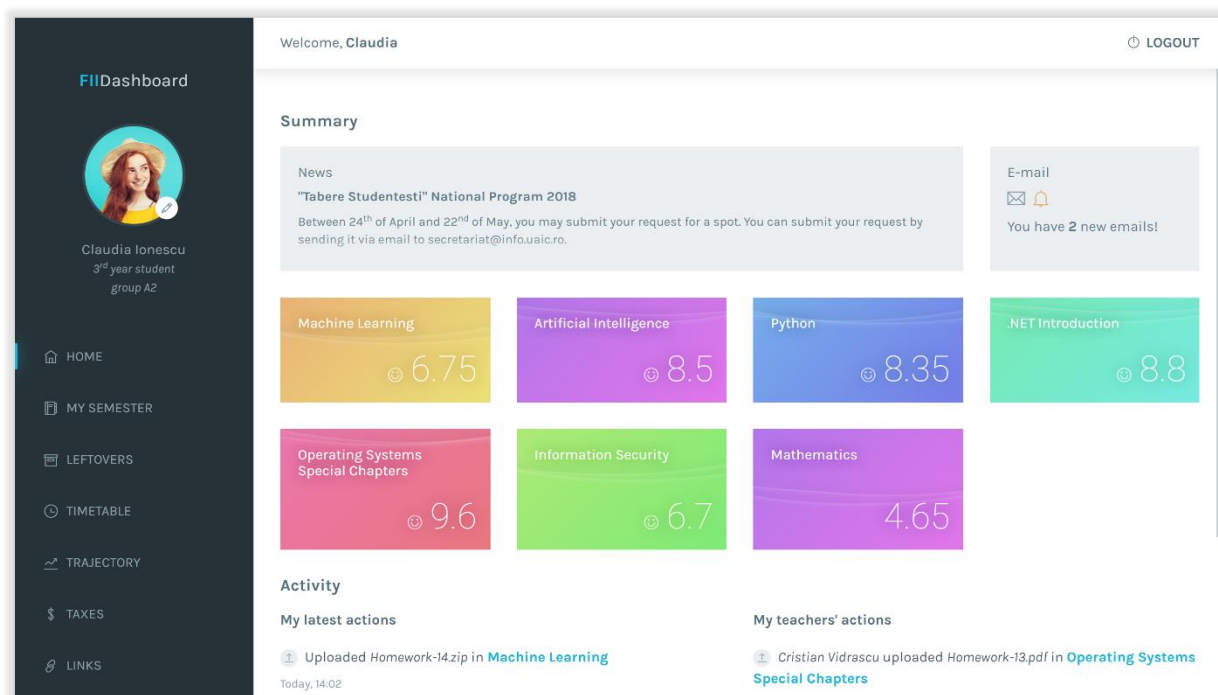 FIIDashboard
Claudia Ionescu
3rd year student
group A2
HOME
MY SEMESTER
LEFTOVERS
TIMETABLE
TRAJECTORY
$ TAXES
LINKS
Welcome, Claudia
LOGOUT
Summary
News
"Tabere Studentesti" National Program 2018
Between 24th of April and 22nd of May, you may submit your request for a spot. You can submit your request by
sending it via email to secretariat@info.uaic.ro.
E-mail
You have 2 new emails!
Machine Learning
6.75
Artificial Intelligence
8.5
Python
8.35
.NET Introduction
8.8
Operating Systems
Special Chapters
9.6
Information Security
6.7
Mathematics
4.65
Activity
My latest actions
Uploaded Homework-14.zip in Machine Learning
Today, 14:02
My teachers' actions
Cristian Vidrascu uploaded Homework-13.pdf in Operating Systems
Special Chapters